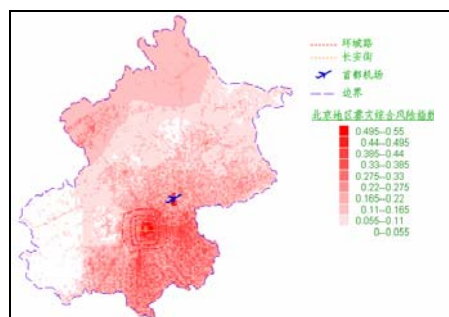 环城路
长安街
首都机场
边界
北京地区雾灾综合风险指数
0.495--0.55
0.44--0.495
0.385--0.44
0.33--0.385
0.275--0.33
0.22--0.275
0.165--0.22
0.11--0.165
0.055--0.11
0--0.055